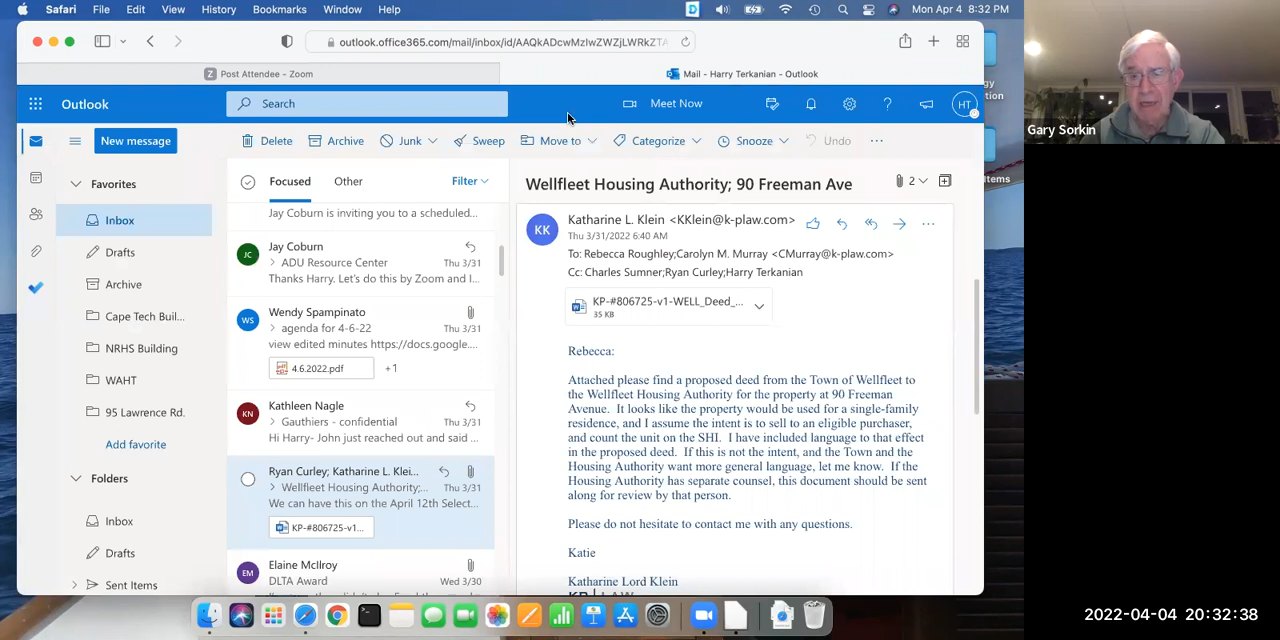 Safari File Edit View History Bookmarks Window Help Mon Apr 4 8:32 PM
outlook.office365.com/mail/inbox/id/AAQkADcwMzIwZWZjLWRkZTA
Z Post Attendee - Zoom
Mail - Harry Terkanian - Outlook
Outlook
Search
Meet Now
HT
New message
Delete Archive Junk Sweep Move to Categorize Snooze Undo
Favorites
Inbox
Drafts
Archive
Cape Tech Buil...
NRHS Building
WAHT
95 Lawrence Rd.
Add favorite
Folders
Inbox
Drafts
Sent Items
Focused Other Filter
Jay Coburn is inviting you to a scheduled...
JC
Jay Coburn
> ADU Resource Center Thu 3/31
Thanks Harry. Let's do this by Zoom and I...
WS
Wendy Spampinato
> agenda for 4-6-22 Thu 3/31
view edited minutes https://docs.google....
4.6.2022.pdf +1
KN
Kathleen Nagle
> Gauthiers - confidential Thu 3/31
Hi Harry- John just reached out and said ...
Ryan Curley; Katharine L. Klei...
> Wellfleet Housing Authority;... Thu 3/31
We can have this on the April 12th Select...
KP-#806725-v1...
EM
Elaine McIlroy
DLTA Award Wed 3/30
Wellfleet Housing Authority; 90 Freeman Ave
2
KK
Katharine L. Klein <KKlein@k-plaw.com>
Thu 3/31/2022 6:40 AM
To: Rebecca Roughley;Carolyn M. Murray <CMurray@k-plaw.com>
Cc: Charles Sumner;Ryan Curley;Harry Terkanian
KP-#806725-v1-WELL_Deed_...
35 KB
Rebecca:
Attached please find a proposed deed from the Town of Wellfleet to
the Wellfleet Housing Authority for the property at 90 Freeman
Avenue. It looks like the property would be used for a single-family
residence, and I assume the intent is to sell to an eligible purchaser,
and count the unit on the SHI. I have included language to that effect
in the proposed deed. If this is not the intent, and the Town and the
Housing Authority want more general language, let me know. If the
Housing Authority has separate counsel, this document should be sent
along for review by that person.
Please do not hesitate to contact me with any questions.
Katie
Katharine Lord Klein
Items
Gary Sorkin
2022-04-04 20:32:38